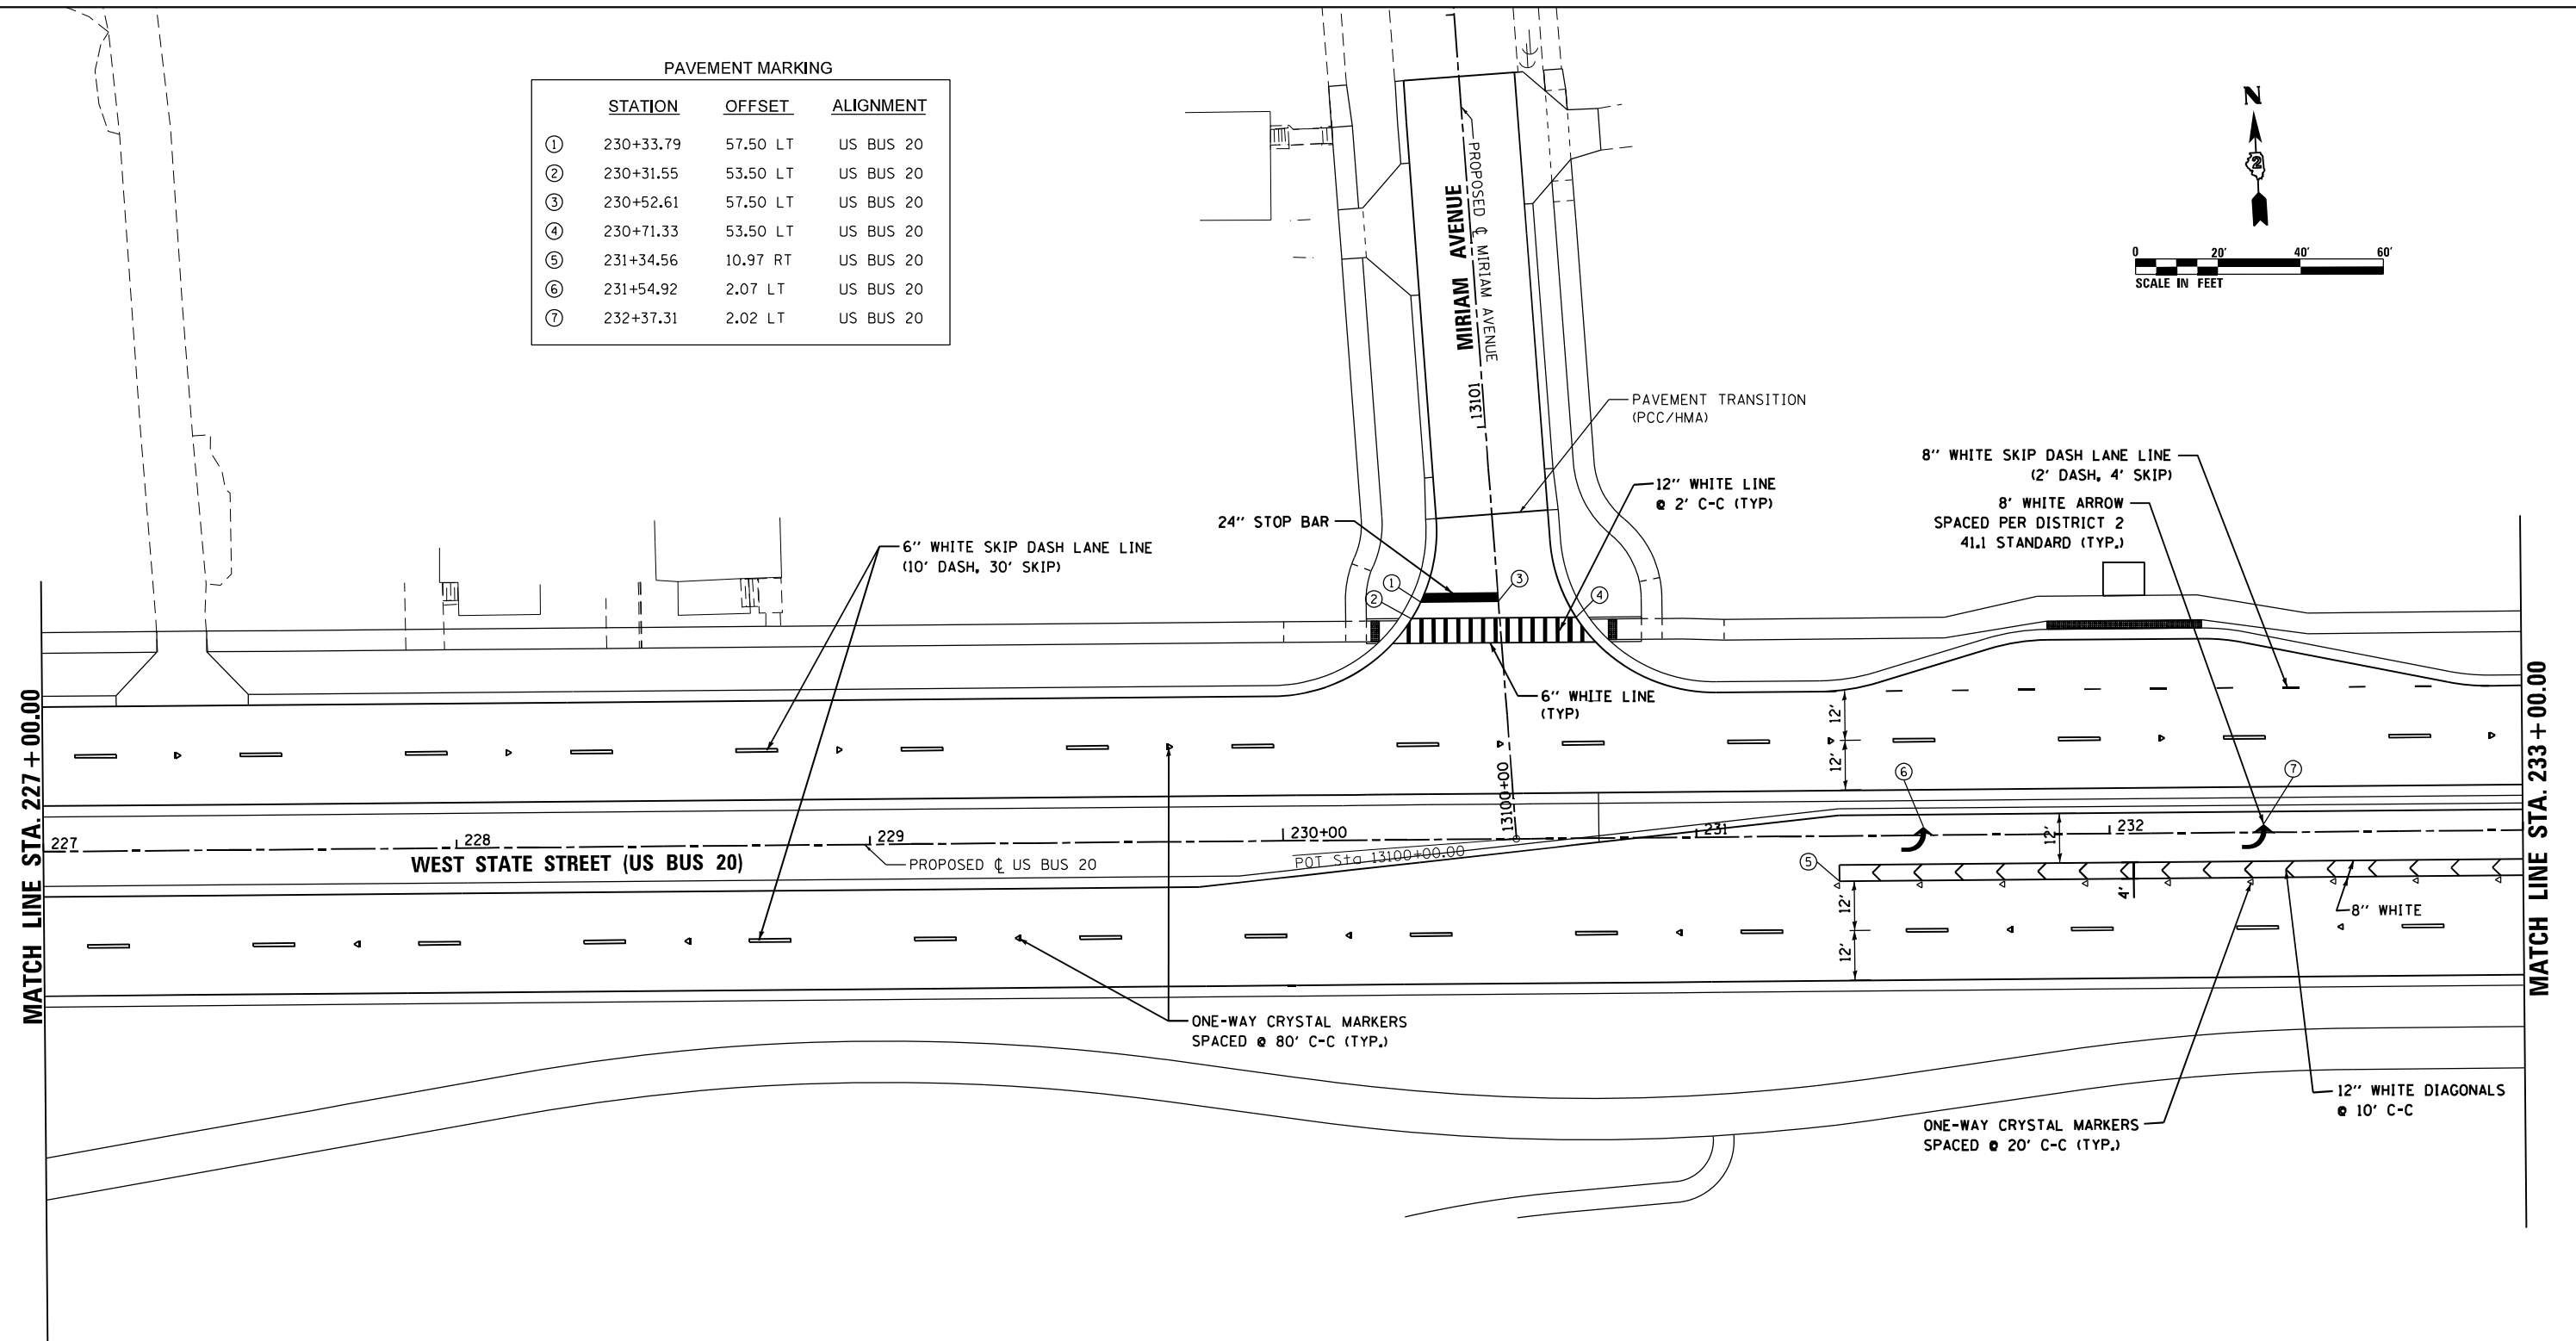 PAVEMENT MARKING
STATION OFFSET ALIGNMENT
① 230+33.79 57.50 LT US BUS 20
② 230+31.55 53.50 LT US BUS 20
③ 230+52.61 57.50 LT US BUS 20
④ 230+71.33 53.50 LT US BUS 20
⑤ 231+34.56 10.97 RT US BUS 20
⑥ 231+54.92 2.07 LT US BUS 20
⑦ 232+37.31 2.02 LT US BUS 20
N
2
0 20' 40' 60'
SCALE IN FEET
MIRIAM AVENUE
PROPOSED ℄ MIRIAM AVENUE
13101
PAVEMENT TRANSITION
(PCC/HMA)
8'' WHITE SKIP DASH LANE LINE
(2' DASH, 4' SKIP)
8' WHITE ARROW
SPACED PER DISTRICT 2
41.1 STANDARD (TYP.)
12'' WHITE LINE
@ 2' C-C (TYP)
24'' STOP BAR
6'' WHITE SKIP DASH LANE LINE
(10' DASH, 30' SKIP)
①
②
③
④
6'' WHITE LINE
(TYP)
12'
12'
13100+00
⑥
⑦
MATCH LINE STA. 227+00.00
MATCH LINE STA. 233+00.00
227
228
229
230+00
231
232
WEST STATE STREET (US BUS 20)
PROPOSED ℄ US BUS 20
POT Sta 13100+00.00
12'
⑤
4'
12'
12'
8'' WHITE
ONE-WAY CRYSTAL MARKERS
SPACED @ 80' C-C (TYP.)
12'' WHITE DIAGONALS
@ 10' C-C
ONE-WAY CRYSTAL MARKERS
SPACED @ 20' C-C (TYP.)